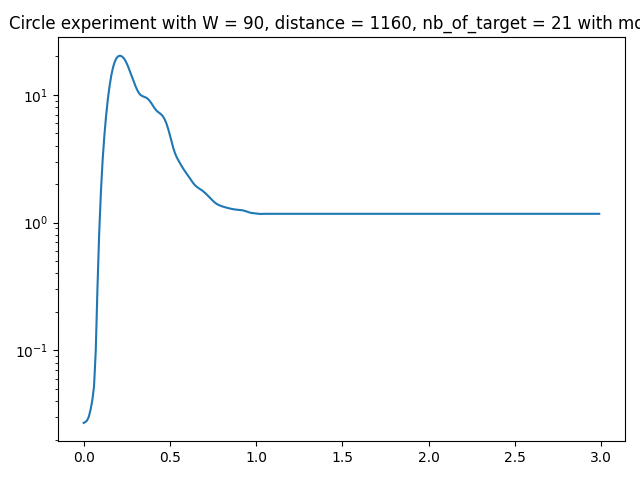 Circle experiment with W = 90, distance = 1160, nb_of_target = 21 with mo
10¹
10⁰
10⁻¹
0.0 0.5 1.0 1.5 2.0 2.5 3.0